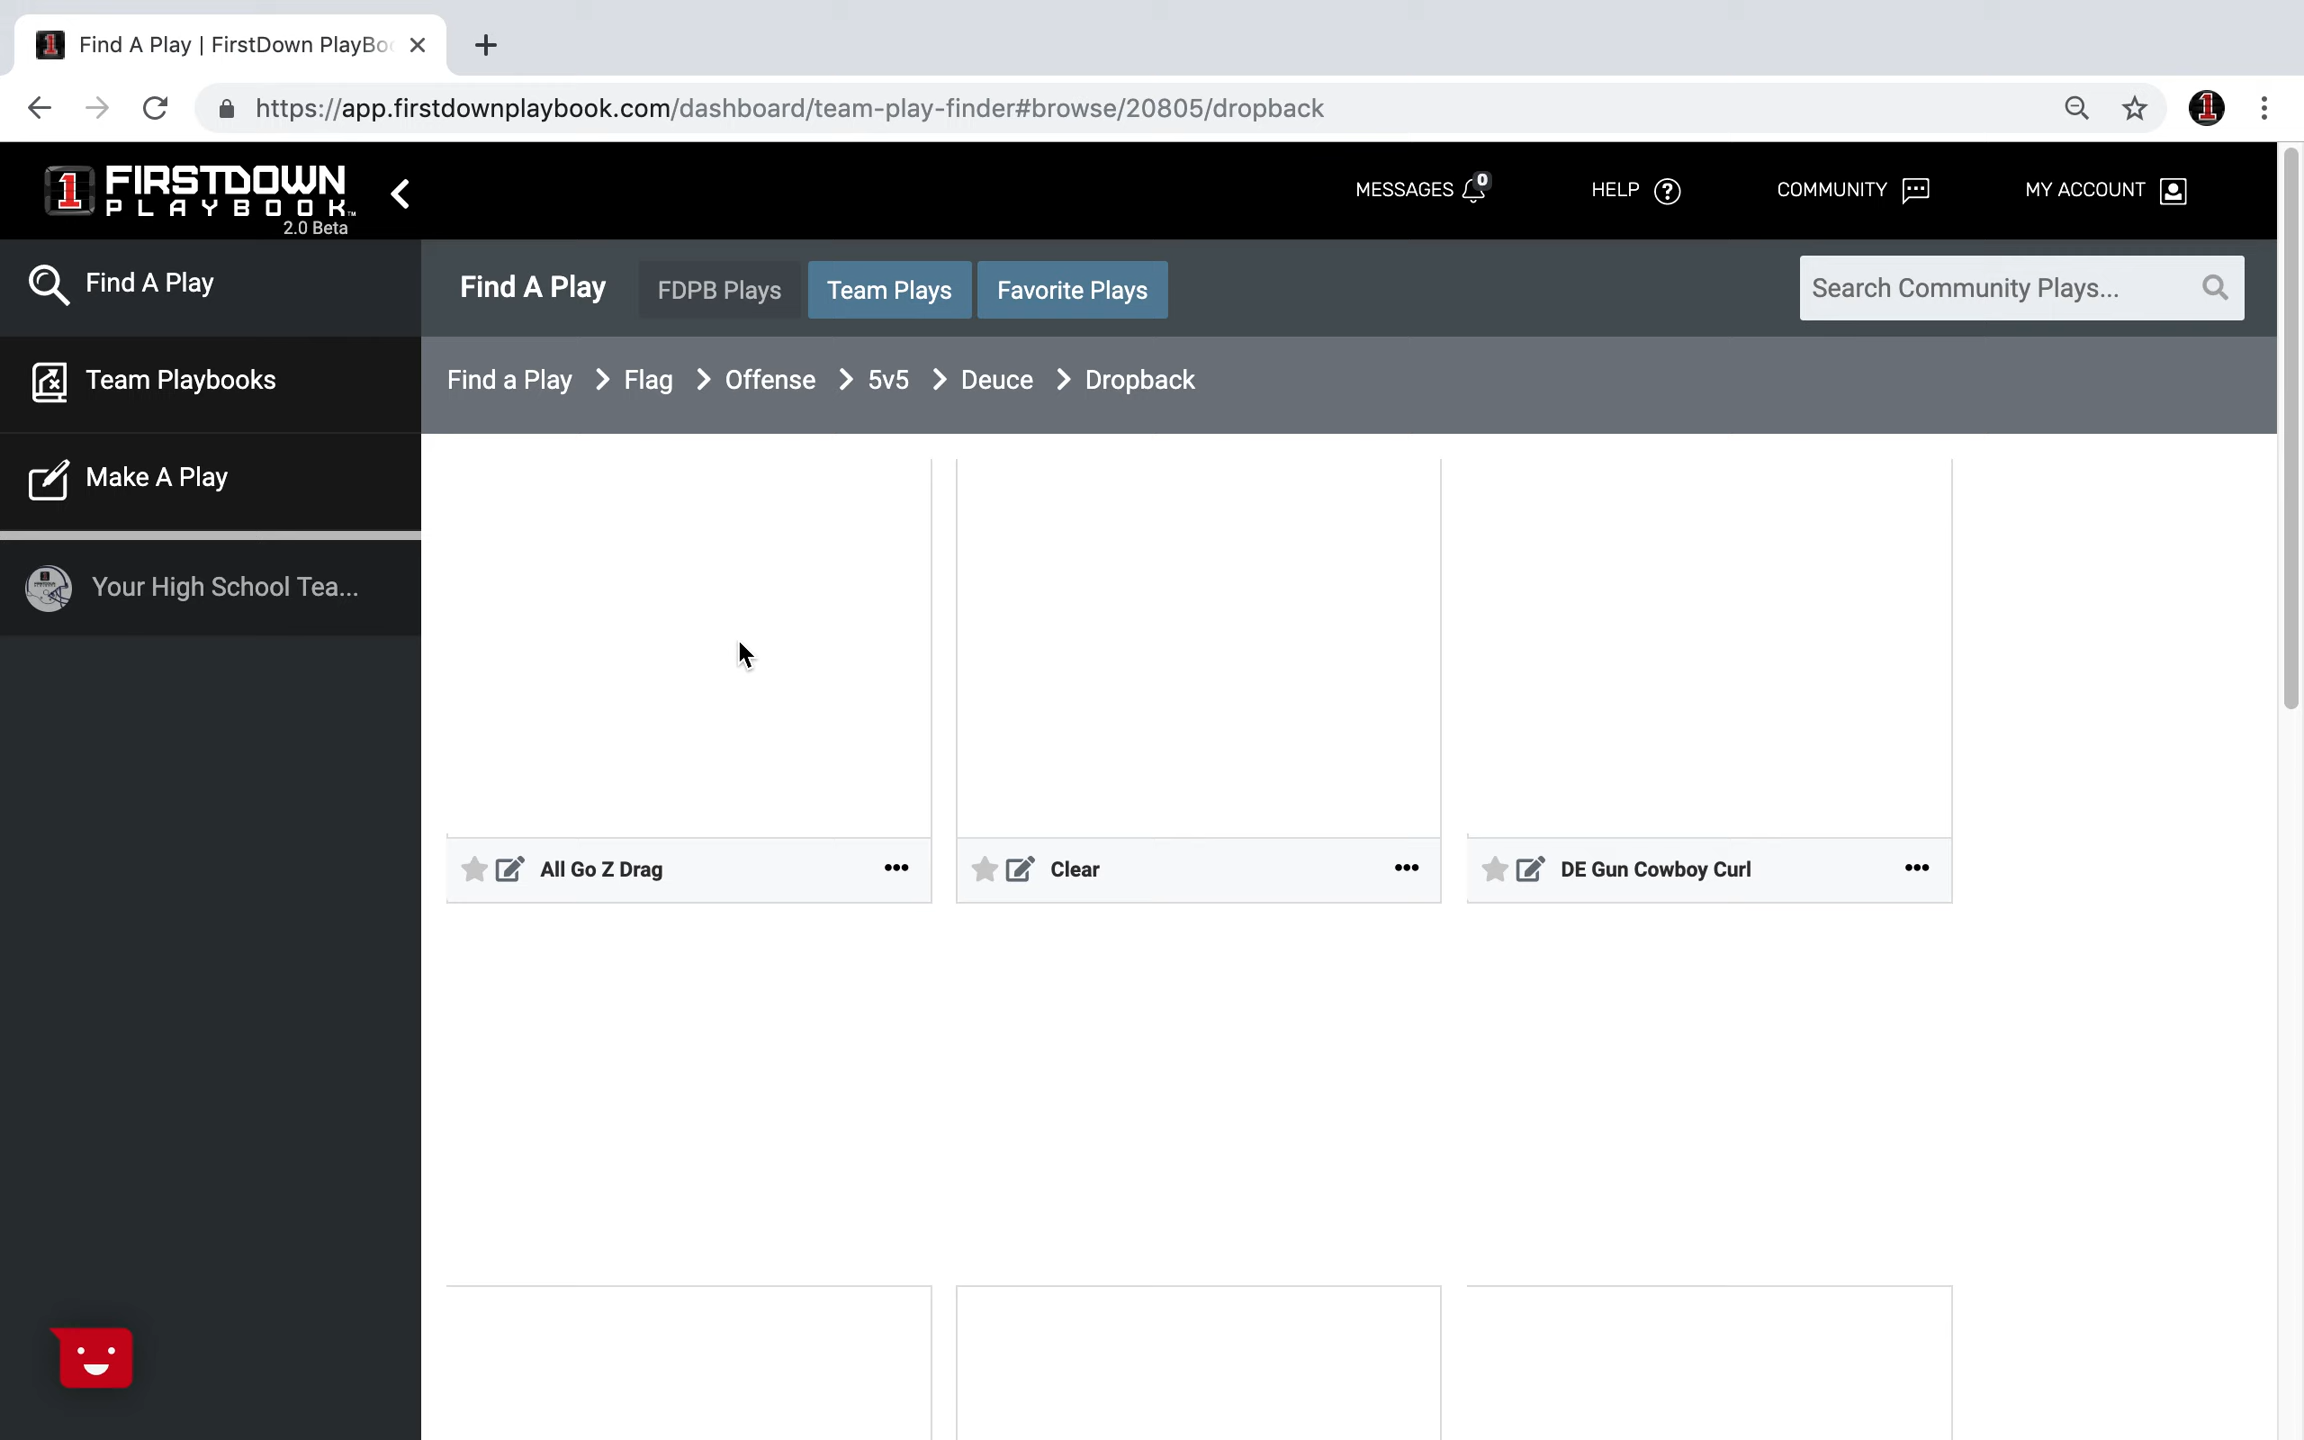 Find A Play | FirstDown PlayBo
https://app.firstdownplaybook.com/dashboard/team-play-finder#browse/20805/dropback
1 FIRSTDOWN
PLAYBOOK™
2.0 Beta
MESSAGES 0
HELP ?
COMMUNITY
MY ACCOUNT
Find A Play
Team Playbooks
Make A Play
Your High School Tea...
Find A Play
FDPB Plays
Team Plays
Favorite Plays
Search Community Plays...
Find a Play > Flag > Offense > 5v5 > Deuce > Dropback
All Go Z Drag
Clear
DE Gun Cowboy Curl